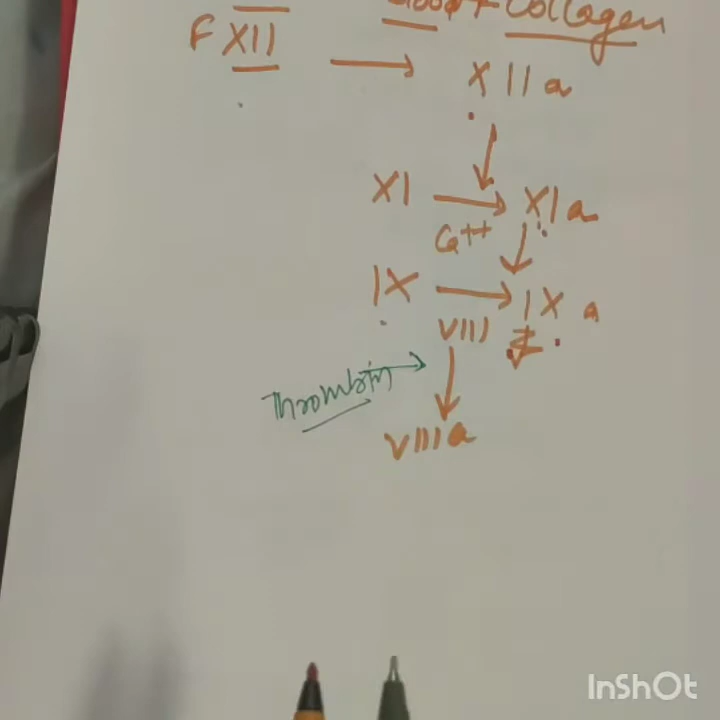 + Collagen
F XII → XIIa
XI → XIa
Ca++
IX → IXa
VIII
Thrombin →
VIIIa
InShOt